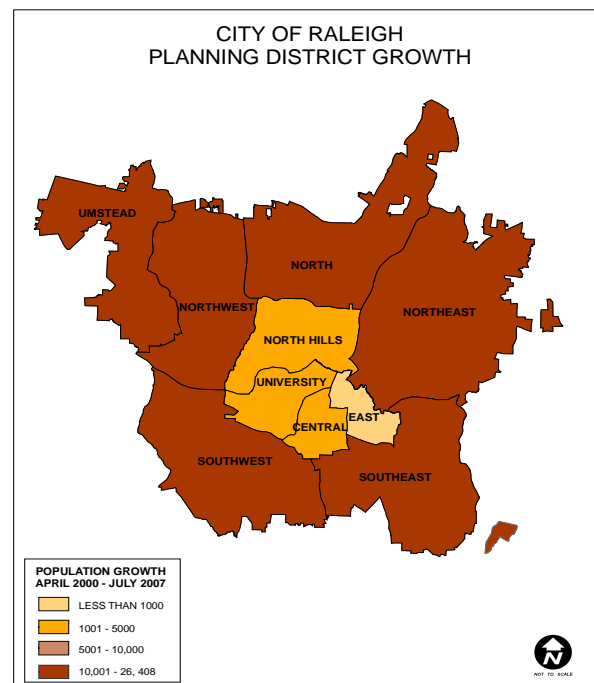 CITY OF RALEIGH
PLANNING DISTRICT GROWTH
UMSTEAD
NORTH
NORTHWEST
NORTHEAST
NORTH HILLS
UNIVERSITY
EAST
CENTRAL
SOUTHWEST
SOUTHEAST
POPULATION GROWTH
APRIL 2000 - JULY 2007
LESS THAN 1000
1001 - 5000
5001 - 10,000
10,001 - 26, 408
N
NOT TO SCALE